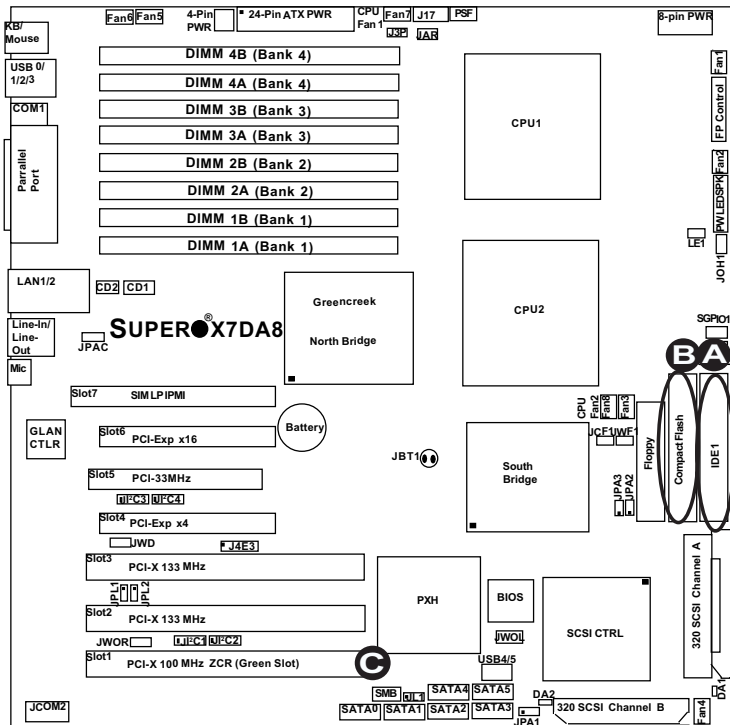 Fan6 Fan5
4-Pin PWR
24-Pin ATX PWR
CPU Fan 1
Fan7
J17
PSF
J3P
JAR
8-pin PWR
KB/ Mouse
USB 0/ 1/2/3
COM1
Parrallel Port
DIMM 4B (Bank 4)
DIMM 4A (Bank 4)
DIMM 3B (Bank 3)
DIMM 3A (Bank 3)
DIMM 2B (Bank 2)
DIMM 2A (Bank 2)
DIMM 1B (Bank 1)
DIMM 1A (Bank 1)
CPU1
Fan1
FP Control
Fan2
PWLEDSPK
LE1
JOH1
LAN1/2
CD2 CD1
SUPER® X7DA8
Greencreek
North Bridge
CPU2
Line-In/ Line- Out
JPAC
Mic
SGPIO1
B A
Slot7 SIMLP IPMI
GLAN CTLR
Slot6 PCI-Exp x16
Battery
CPU Fan2
Fan8
Fan3
JCF1 JWF1
Floppy
Compact Flash
IDE1
Slot5 PCI-33MHz
JBT1
South Bridge
JPA3
JPA2
JI²C3 JI²C4
Slot4 PCI-Exp x4
JWD
J4E3
Slot3 PCI-X 133 MHz
JPL1
JPL2
PXH
BIOS
SCSI CTRL
320 SCSI Channel A
Slot2 PCI-X 133 MHz
JWOR
JI²C1 JI²C2
JWOL
Slot1 PCI-X 100 MHz ZCR (Green Slot)
C
USB4/5
JCOM2
SMB
JL1
SATA4 SATA5
SATA0 SATA1 SATA2 SATA3
DA2
JPA1
320 SCSI Channel B
Fan4
DA1